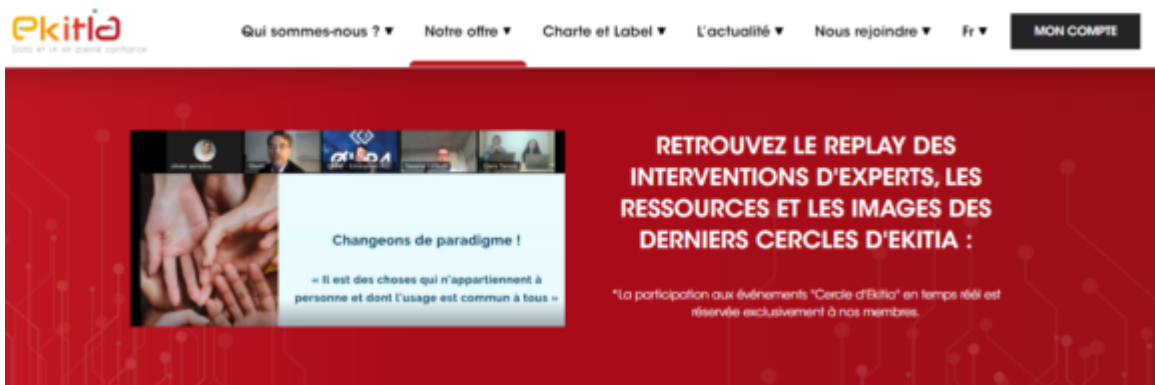 ekitia
Data et IA en pleine confiance
Qui sommes-nous ? ▼
Notre offre ▼
Charte et Label ▼
L'actualité ▼
Nous rejoindre ▼
Fr ▼
MON COMPTE
Changeons de paradigme !
« Il est des choses qui n'appartiennent à
personne et dont l'usage est commun à tous »
RETROUVEZ LE REPLAY DES
INTERVENTIONS D'EXPERTS, LES
RESSOURCES ET LES IMAGES DES
DERNIERS CERCLES D'EKITIA :
*La participation aux événements "Cercle d'Ekitia" en temps réél est
réservée exclusivement à nos membres.